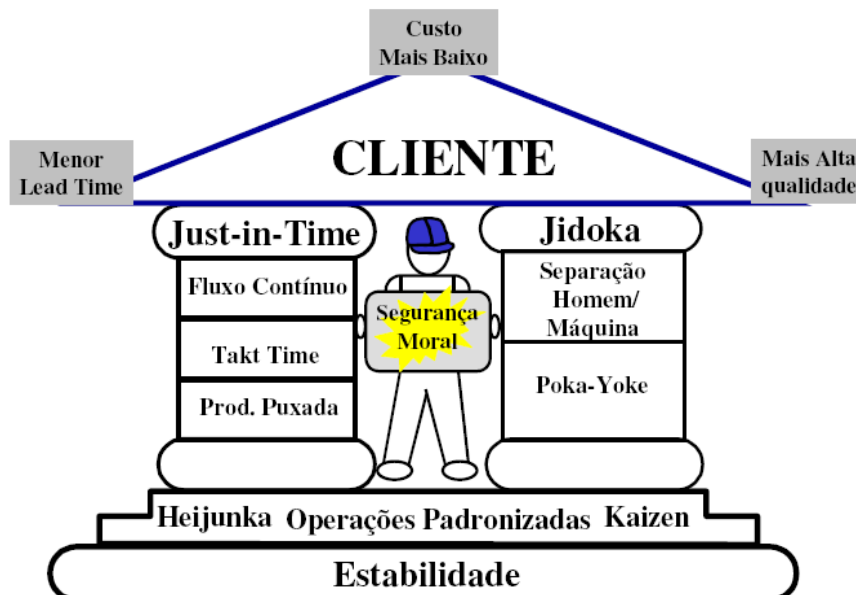 Custo
Mais Baixo
CLIENTE
Menor
Lead Time
Mais Alta
qualidade
Just-in-Time
Jidoka
Fluxo Contínuo
Takt Time
Prod. Puxada
Segurança
Moral
Separação
Homem/
Máquina
Poka-Yoke
Heijunka Operações Padronizadas Kaizen
Estabilidade